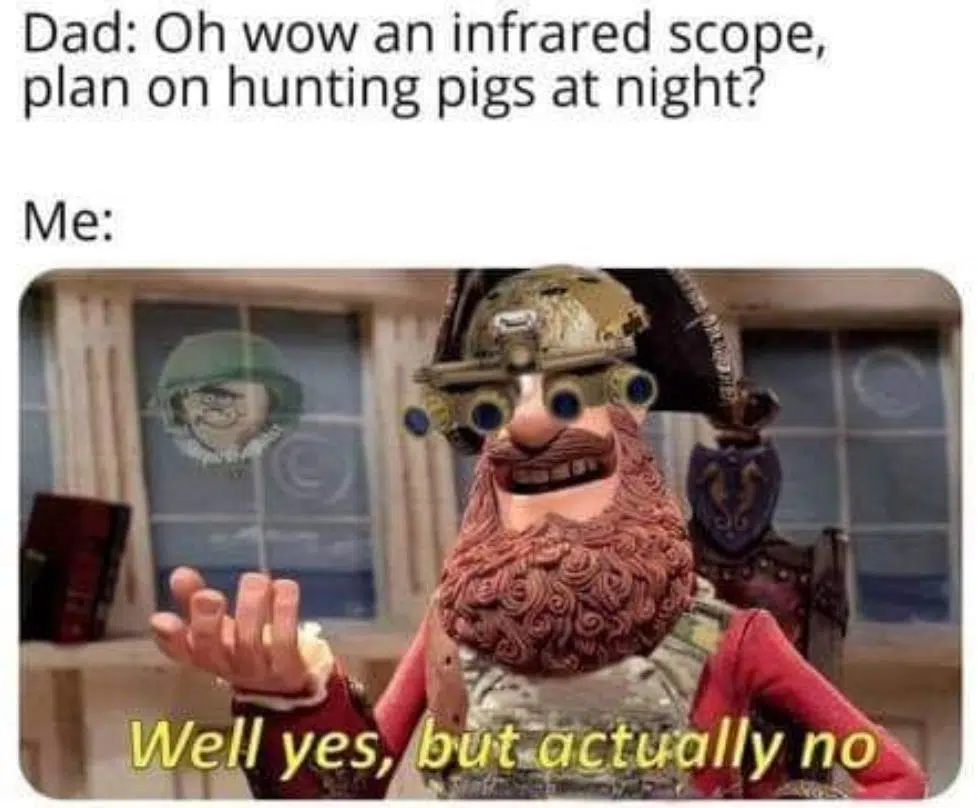 Dad: Oh wow an infrared scope,
plan on hunting pigs at night?
Me:
Well yes, but actually no